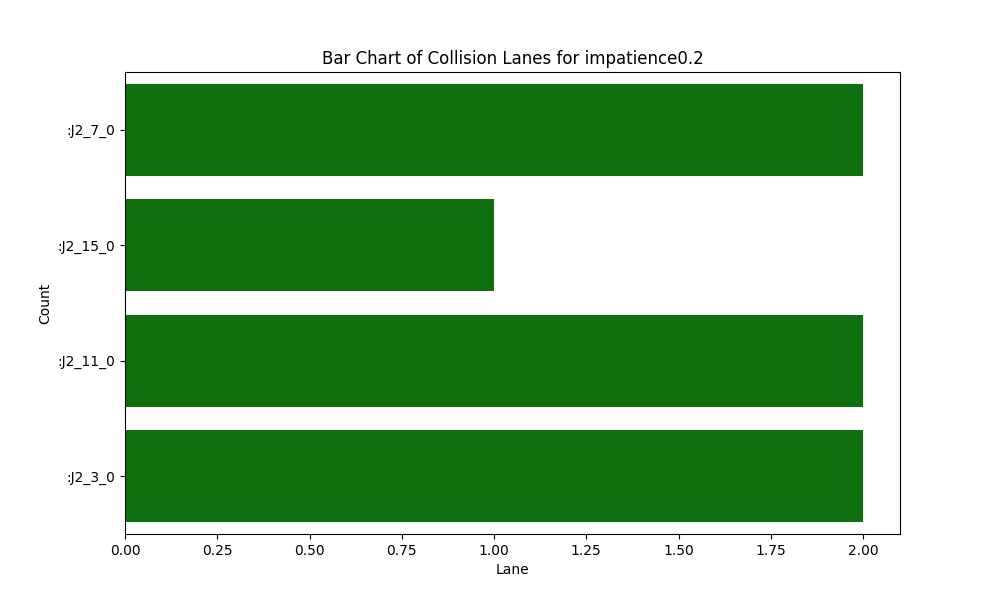 Bar Chart of Collision Lanes for impatience0.2
:J2_7_0
:J2_15_0
:J2_11_0
:J2_3_0
Count
0.00 0.25 0.50 0.75 1.00 1.25 1.50 1.75 2.00
Lane